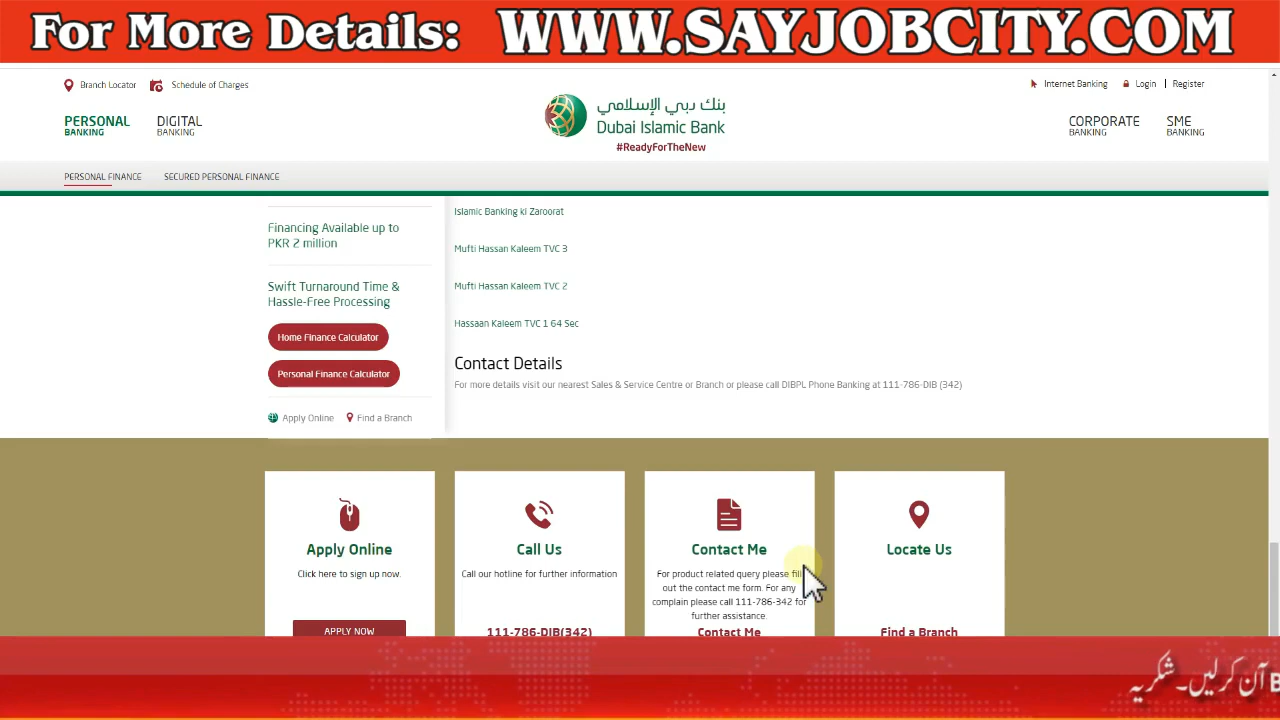 For More Details: WWW.SAYJOBCITY.COM
Branch Locator Schedule of Charges
Internet Banking Login Register
PERSONAL
BANKING
DIGITAL
BANKING
بنك دبي الإسلامي
Dubai Islamic Bank
#ReadyForTheNew
CORPORATE
BANKING
SME
BANKING
PERSONAL FINANCE SECURED PERSONAL FINANCE
Financing Available up to
PKR 2 million
Swift Turnaround Time &
Hassle-Free Processing
Home Finance Calculator
Personal Finance Calculator
Apply Online Find a Branch
Islamic Banking ki Zaroorat
Mufti Hassan Kaleem TVC 3
Mufti Hassan Kaleem TVC 2
Hassaan Kaleem TVC 1 64 Sec
Contact Details
For more details visit our nearest Sales & Service Centre or Branch or please call DIBPL Phone Banking at 111-786-DIB (342)
Apply Online
Click here to sign up now.
APPLY NOW
Call Us
Call our hotline for further information
111-786-DIB(342)
Contact Me
For product related query please fill
out the contact me form. For any
complain please call 111-786-342 for
further assistance.
Contact Me
Locate Us
Find a Branch
آن کرلیں۔ شکریہ